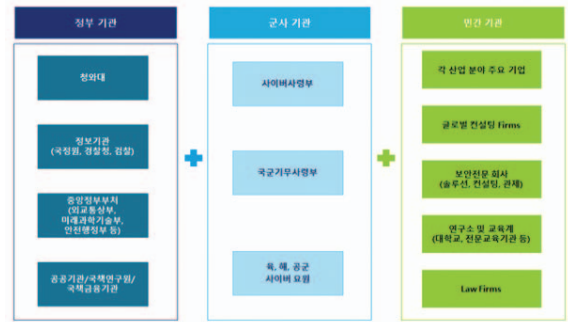 정부 기관
청와대
정보기관
(국정원, 경찰청, 검찰)
중앙정부부처
(외교통상부,
미래과학기술부,
안전행정부 등)
공공기관/국책연구원/
국책금융기관
군사 기관
사이버사령부
국군기무사령부
육, 해, 공군
사이버 요원
민간 기관
각 산업 분야 주요 기업
글로벌 컨설팅 Firms
보안전문 회사
(솔루션, 컨설팅, 관제)
연구소 및 교육계
(대학교, 전문교육기관 등)
Law Firms